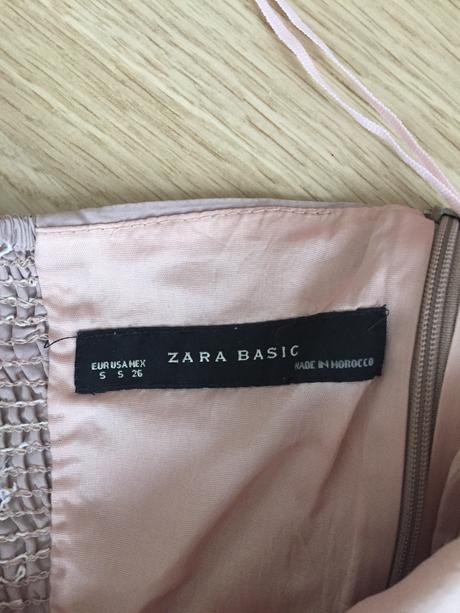 EUR USA MEX
S S 26
ZARA BASIC
MADE IN MOROCCO